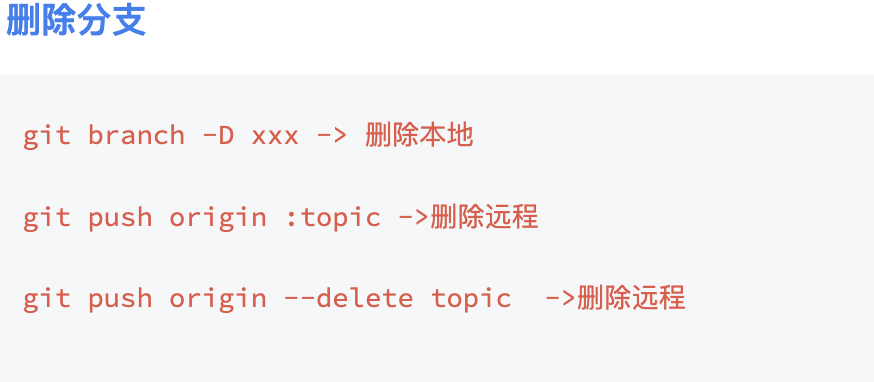 删除分支
git branch -D xxx -> 删除本地
git push origin :topic ->删除远程
git push origin --delete topic  ->删除远程